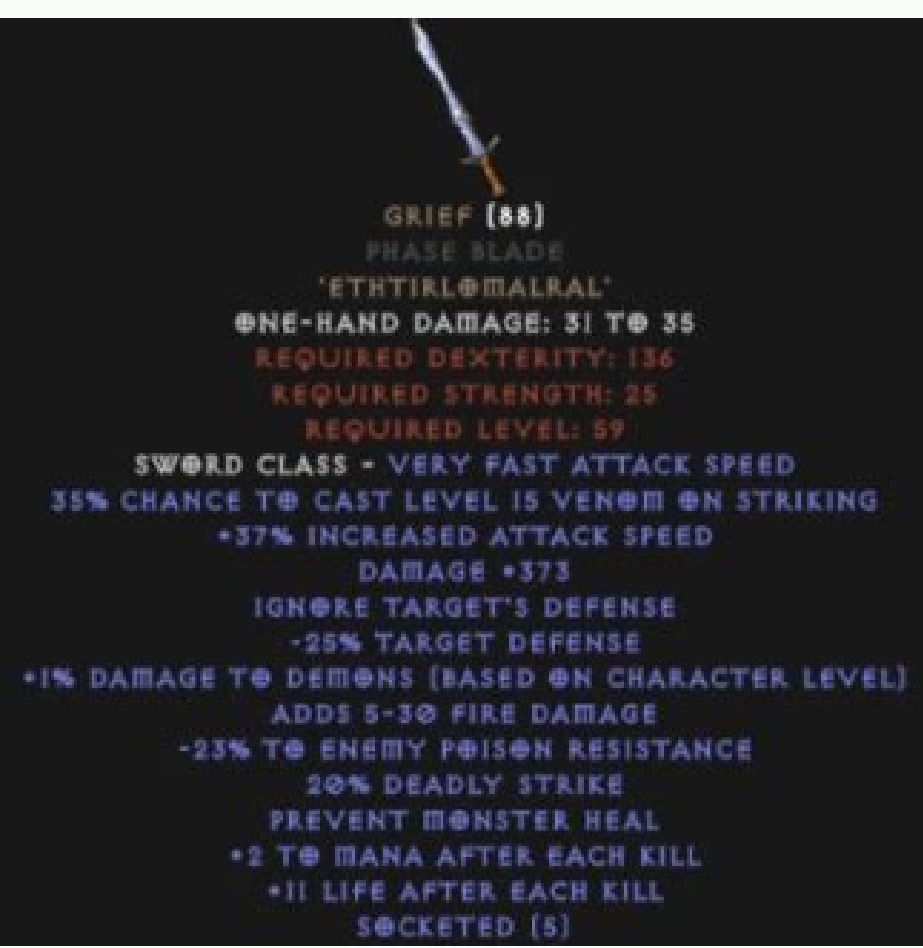 GRIEF (88)
PHASE BLADE
'ETHTIRLOMALRAL'
ONE-HAND DAMAGE: 31 TO 35
REQUIRED DEXTERITY: 136
REQUIRED STRENGTH: 25
REQUIRED LEVEL: 59
SWORD CLASS - VERY FAST ATTACK SPEED
35% CHANCE TO CAST LEVEL 15 VENOM ON STRIKING
+37% INCREASED ATTACK SPEED
DAMAGE +373
IGNORE TARGET'S DEFENSE
-25% TARGET DEFENSE
+1% DAMAGE TO DEMONS (BASED ON CHARACTER LEVEL)
ADDS 5-30 FIRE DAMAGE
-23% TO ENEMY POISON RESISTANCE
20% DEADLY STRIKE
PREVENT MONSTER HEAL
+2 TO MANA AFTER EACH KILL
+11 LIFE AFTER EACH KILL
SOCKETED (5)